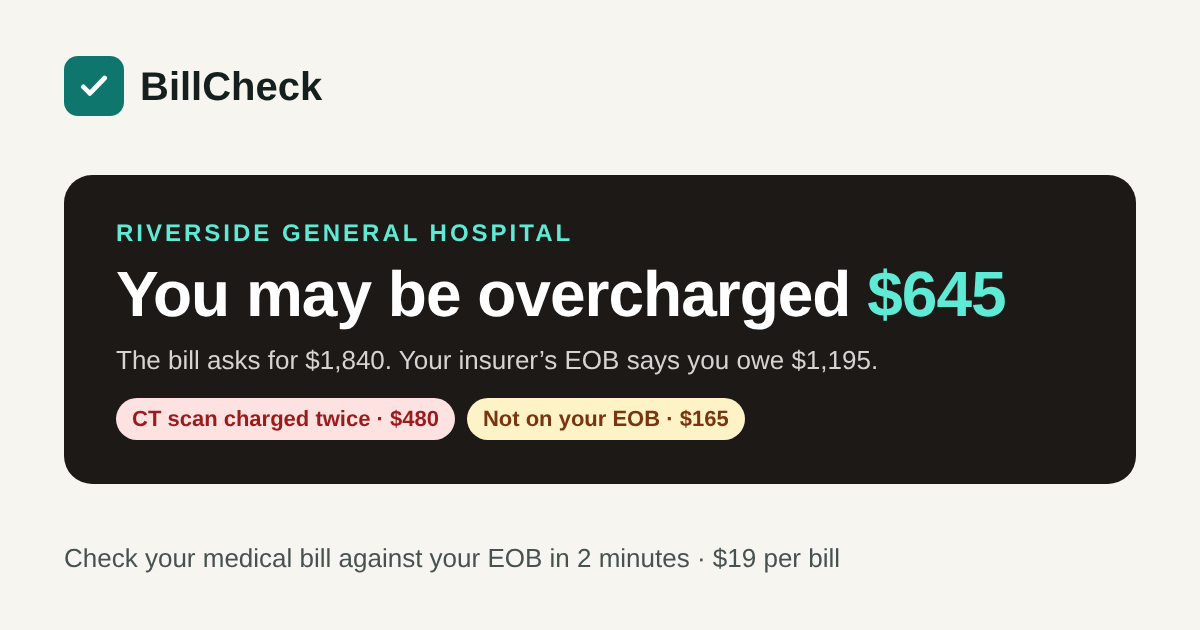 BillCheck
RIVERSIDE GENERAL HOSPITAL
You may be overcharged $645
The bill asks for $1,840. Your insurer’s EOB says you owe $1,195.
CT scan charged twice · $480
Not on your EOB · $165
Check your medical bill against your EOB in 2 minutes · $19 per bill